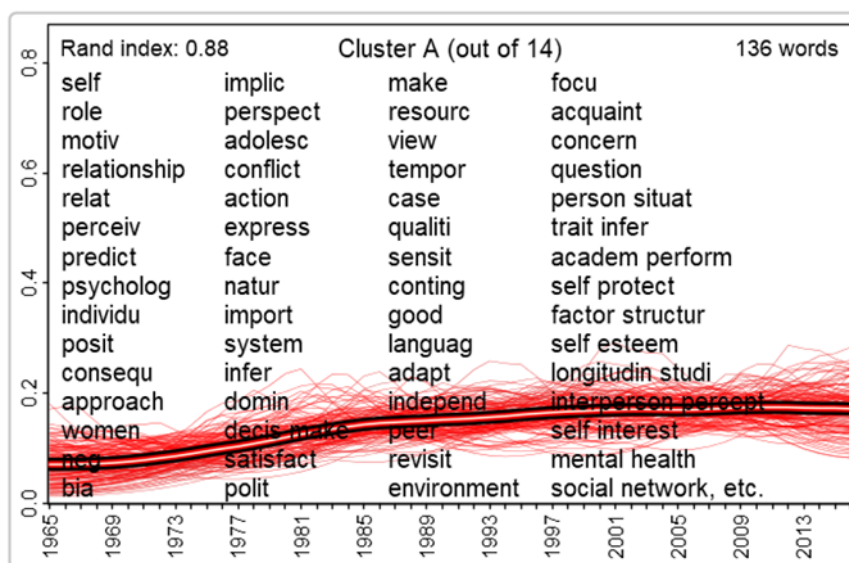 Rand index: 0.88 Cluster A (out of 14) 136 words
self implic make focu
role perspect resourc acquaint
motiv adolesc view concern
relationship conflict tempor question
relat action case person situat
perceiv express qualiti trait infer
predict face sensit academ perform
psycholog natur conting self protect
individu import good factor structur
posit system languag self esteem
consequ infer adapt longitudin studi
approach domin independ interperson percept
women decis make peer self interest
neg satisfact revisit mental health
bia polit environment social network, etc.
0.8
0.6
0.4
0.2
0.0
1965 1969 1973 1977 1981 1985 1989 1993 1997 2001 2005 2009 2013